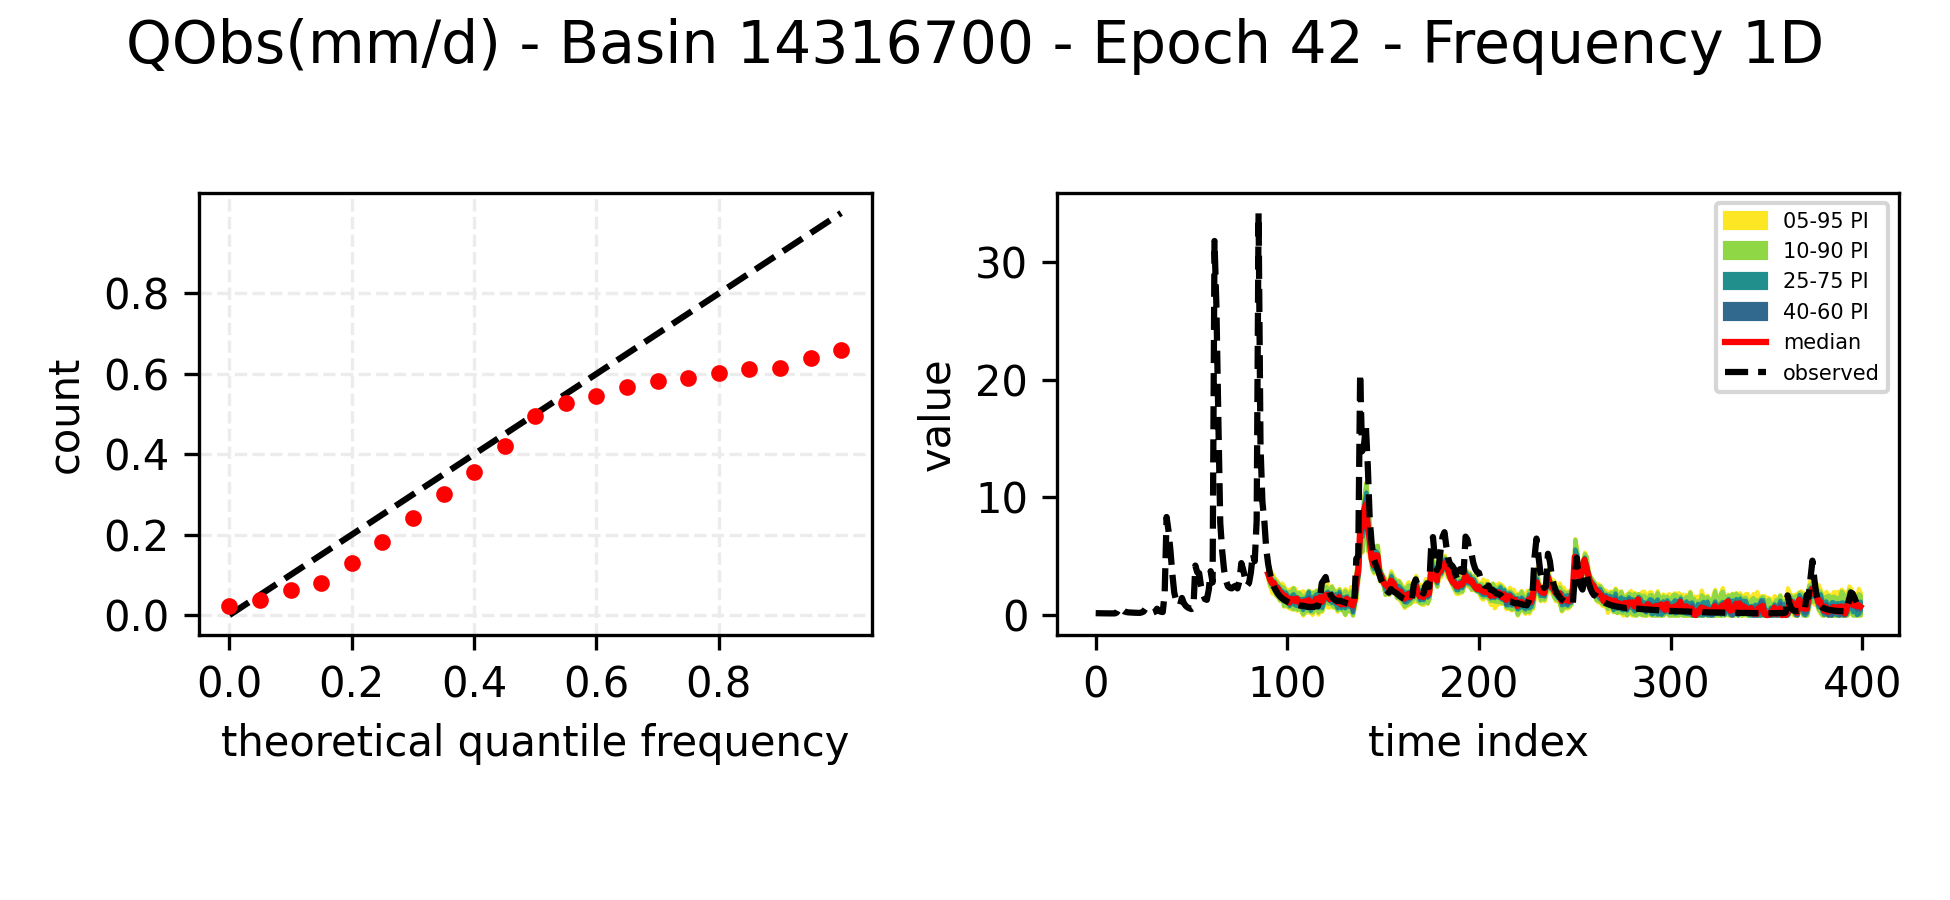 QObs(mm/d) - Basin 14316700 - Epoch 42 - Frequency 1D
count
0.8
0.6
0.4
0.2
0.0
0.0 0.2 0.4 0.6 0.8
theoretical quantile frequency
value
30
20
10
0
0 100 200 300 400
time index
05-95 PI
10-90 PI
25-75 PI
40-60 PI
median
observed